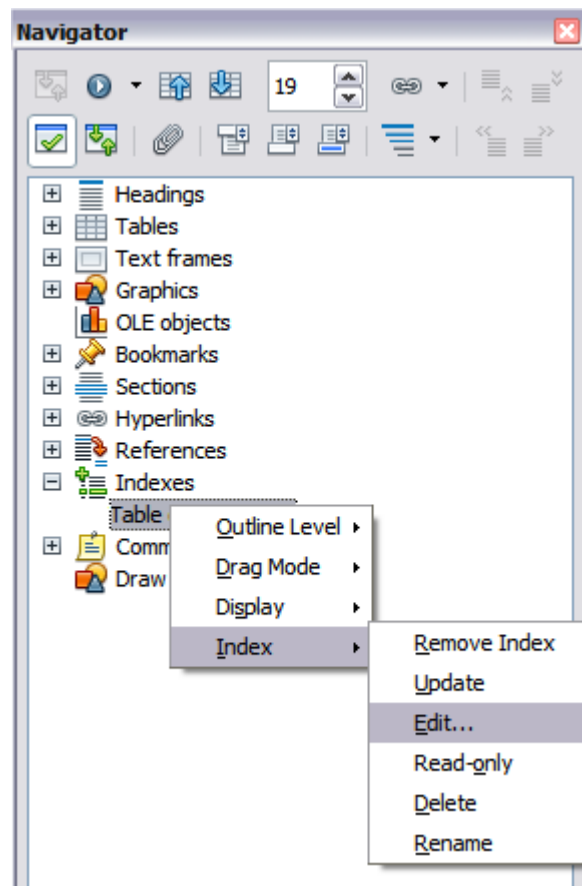 Navigator
19
Headings
Tables
Text frames
Graphics
OLE objects
Bookmarks
Sections
Hyperlinks
References
Indexes
Table
Outline Level
Comm
Drag Mode
Draw
Display
Index
Remove Index
Update
Edit...
Read-only
Delete
Rename